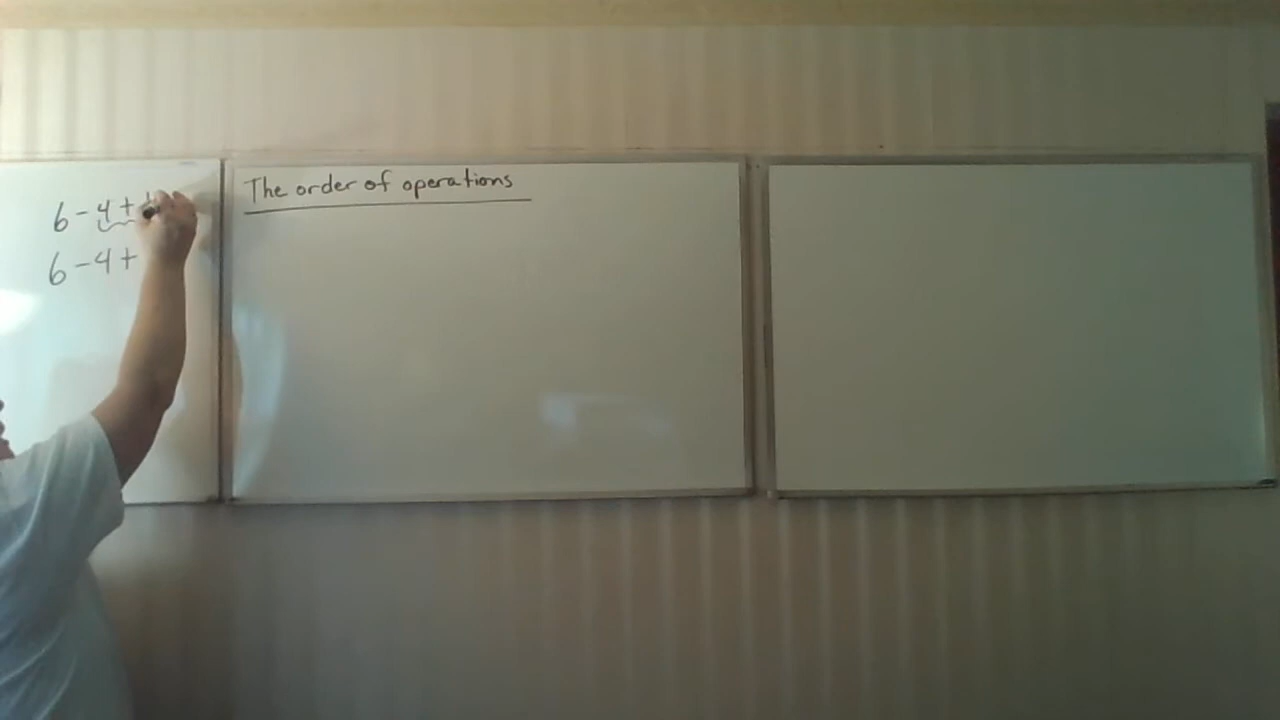 6 - 4 +
6 - 4 +
The order of operations